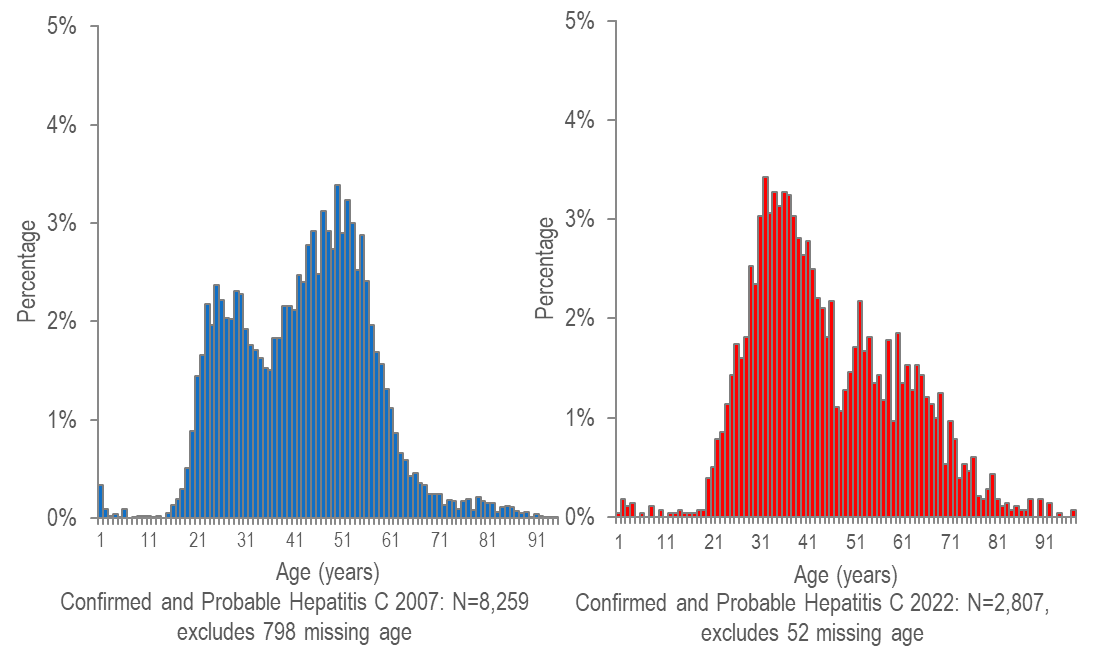 5%
4%
3%
2%
1%
0%
Percentage
1 11 21 31 41 51 61 71 81 91
Age (years)
Confirmed and Probable Hepatitis C 2007: N=8,259
excludes 798 missing age
5%
4%
3%
2%
1%
0%
Percentage
1 11 21 31 41 51 61 71 81 91
Age (years)
Confirmed and Probable Hepatitis C 2022: N=2,807,
excludes 52 missing age